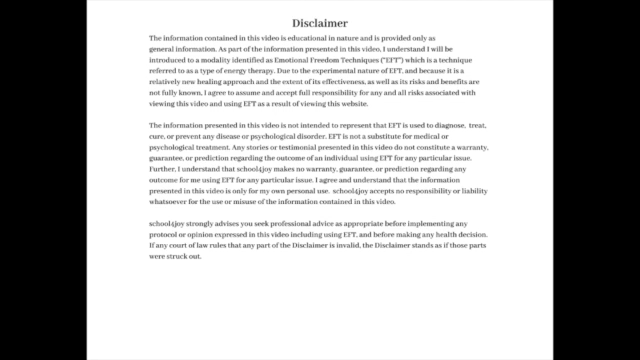 Disclaimer
The information contained in this video is educational in nature and is provided only as
general information. As part of the information presented in this video, I understand I will be
introduced to a modality identified as Emotional Freedom Techniques ("EFT") which is a technique
referred to as a type of energy therapy. Due to the experimental nature of EFT, and because it is a
relatively new healing approach and the extent of its effectiveness, as well as its risks and benefits are
not fully known, I agree to assume and accept full responsibility for any and all risks associated with
viewing this video and using EFT as a result of viewing this website.
The information presented in this video is not intended to represent that EFT is used to diagnose, treat,
cure, or prevent any disease or psychological disorder. EFT is not a substitute for medical or
psychological treatment. Any stories or testimonial presented in this video do not constitute a warranty,
guarantee, or prediction regarding the outcome of an individual using EFT for any particular issue.
Further, I understand that school4joy makes no warranty, guarantee, or prediction regarding any
outcome for me using EFT for any particular issue. I agree and understand that the information
presented in this video is only for my own personal use. school4joy accepts no responsibility or liability
whatsoever for the use or misuse of the information contained in this video.
school4joy strongly advises you seek professional advice as appropriate before implementing any
protocol or opinion expressed in this video including using EFT, and before making any health decision.
If any court of law rules that any part of the Disclaimer is invalid, the Disclaimer stands as if those parts
were struck out.